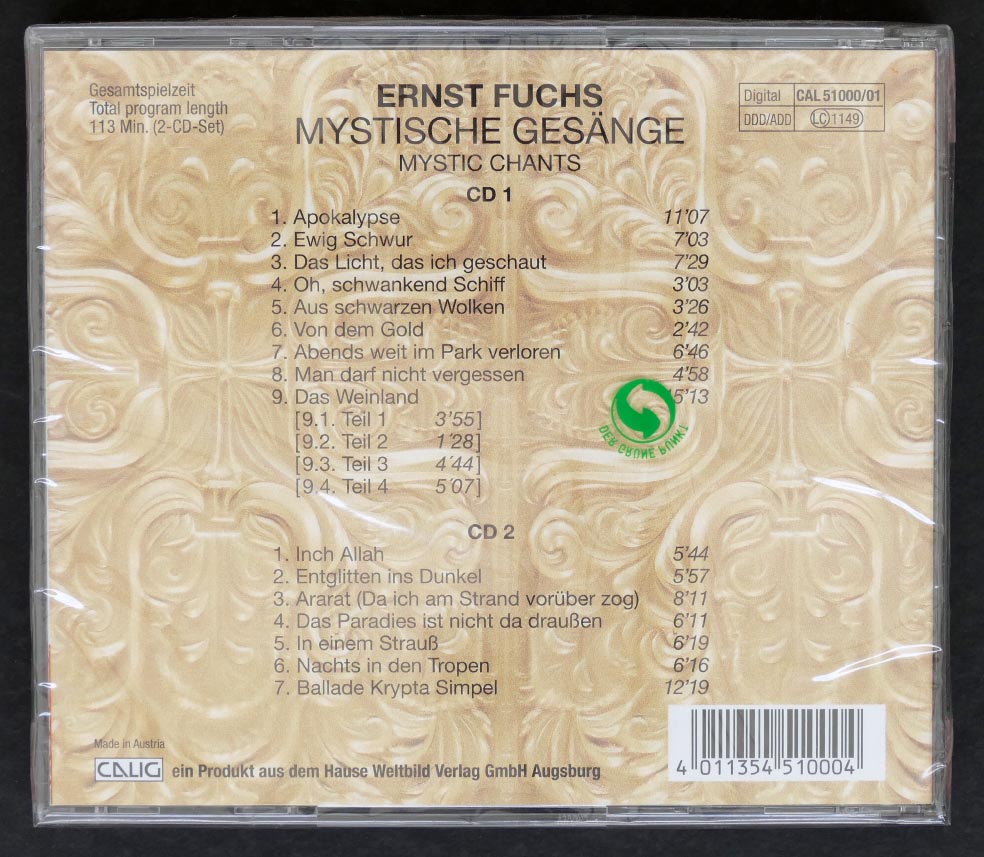 Gesamtspielzeit
Total program length
113 Min. (2-CD-Set)
ERNST FUCHS
MYSTISCHE GESÄNGE
MYSTIC CHANTS
Digital CAL 51000/01
DDD/ADD LC 1149
CD 1
1. Apokalypse 11'07
2. Ewig Schwur 7'03
3. Das Licht, das ich geschaut 7'29
4. Oh, schwankend Schiff 3'03
5. Aus schwarzen Wolken 3'26
6. Von dem Gold 2'42
7. Abends weit im Park verloren 6'46
8. Man darf nicht vergessen 4'58
9. Das Weinland 15'13
[9.1. Teil 1 3'55]
[9.2. Teil 2 1'28]
[9.3. Teil 3 4'44]
[9.4. Teil 4 5'07]
DER GRÜNE PUNKT
CD 2
1. Inch Allah 5'44
2. Entglitten ins Dunkel 5'57
3. Ararat (Da ich am Strand vorüber zog) 8'11
4. Das Paradies ist nicht da draußen 6'11
5. In einem Strauß 6'19
6. Nachts in den Tropen 6'16
7. Ballade Krypta Simpel 12'19
Made in Austria
CALIG ein Produkt aus dem Hause Weltbild Verlag GmbH Augsburg
4 011354 510004